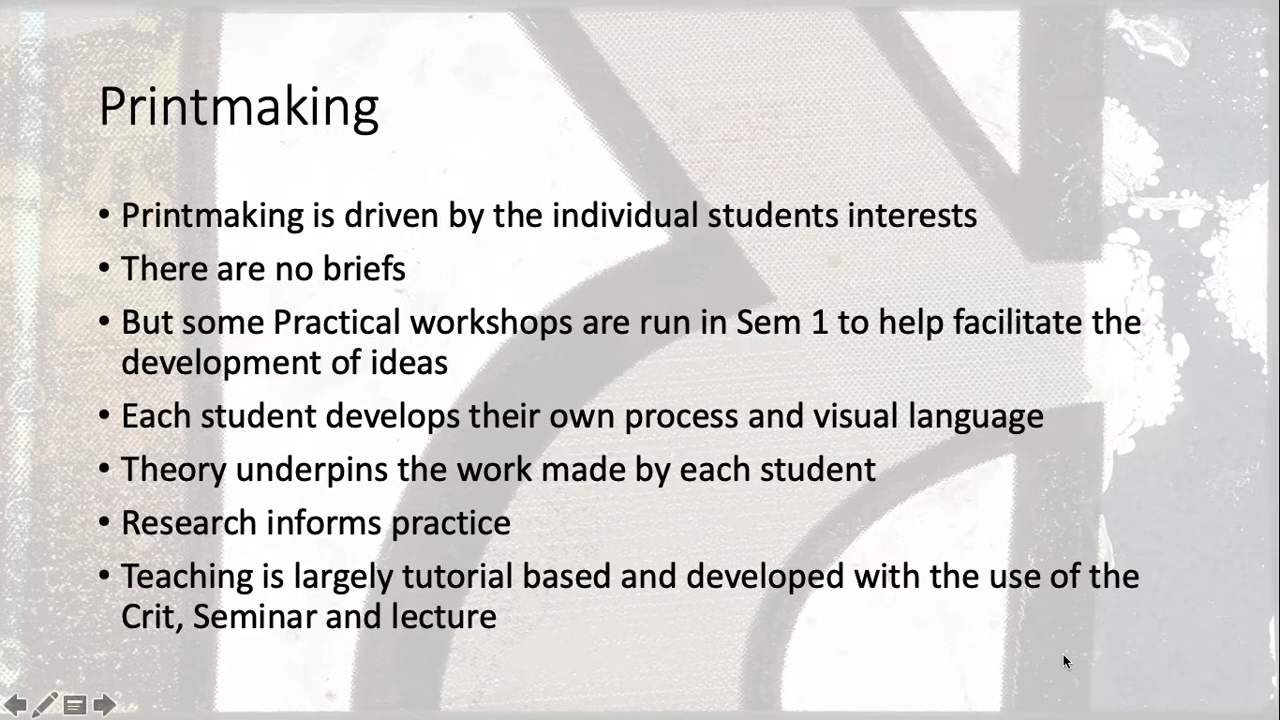 Printmaking
• Printmaking is driven by the individual students interests
• There are no briefs
• But some Practical workshops are run in Sem 1 to help facilitate the
development of ideas
• Each student develops their own process and visual language
• Theory underpins the work made by each student
• Research informs practice
• Teaching is largely tutorial based and developed with the use of the
Crit, Seminar and lecture